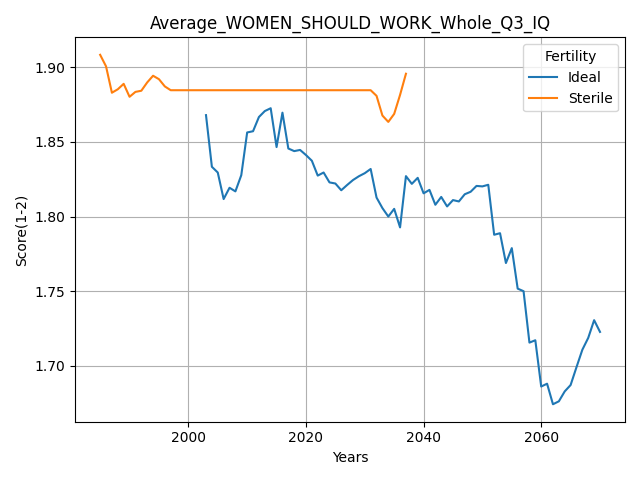 Average_WOMEN_SHOULD_WORK_Whole_Q3_IQ
Fertility
Ideal
Sterile
Score(1-2)
1.90
1.85
1.80
1.75
1.70
2000 2020 2040 2060
Years